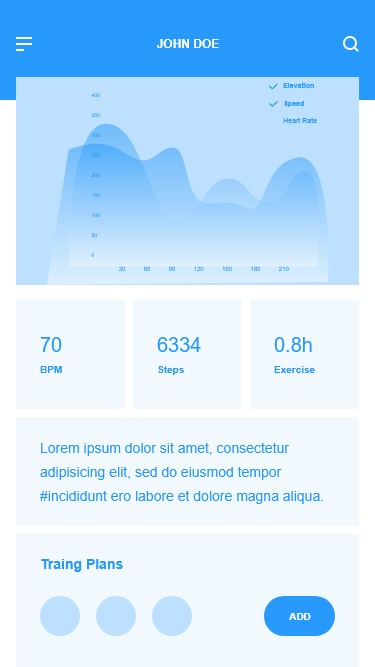 JOHN DOE
Elevation
Speed
Heart Rate
400
350
300
250
200
150
100
50
0
30 60 90 120 150 180 210
70
BPM
6334
Steps
0.8h
Exercise
Lorem ipsum dolor sit amet, consectetur
adipisicing elit, sed do eiusmod tempor
#incididunt ero labore et dolore magna aliqua.
Traing Plans
ADD